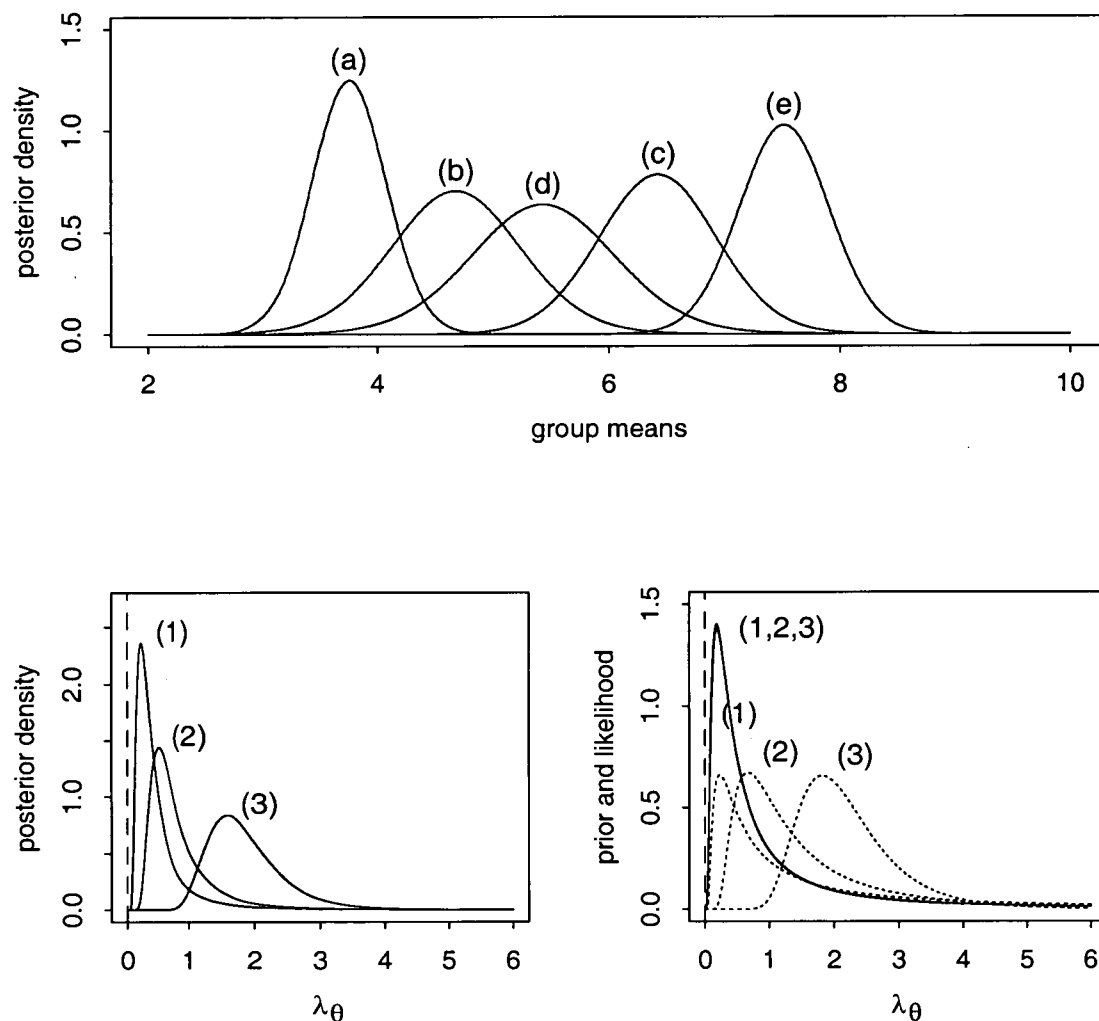 1.5
1.0
0.5
0.0
posterior density
(a)
(b)
(d)
(c)
(e)
2 4 6 8 10
group means
2.0
1.0
0.0
posterior density
(1)
(2)
(3)
0 1 2 3 4 5 6
λθ
1.5
1.0
0.5
0.0
prior and likelihood
(1,2,3)
(1)
(2)
(3)
0 1 2 3 4 5 6
λθ